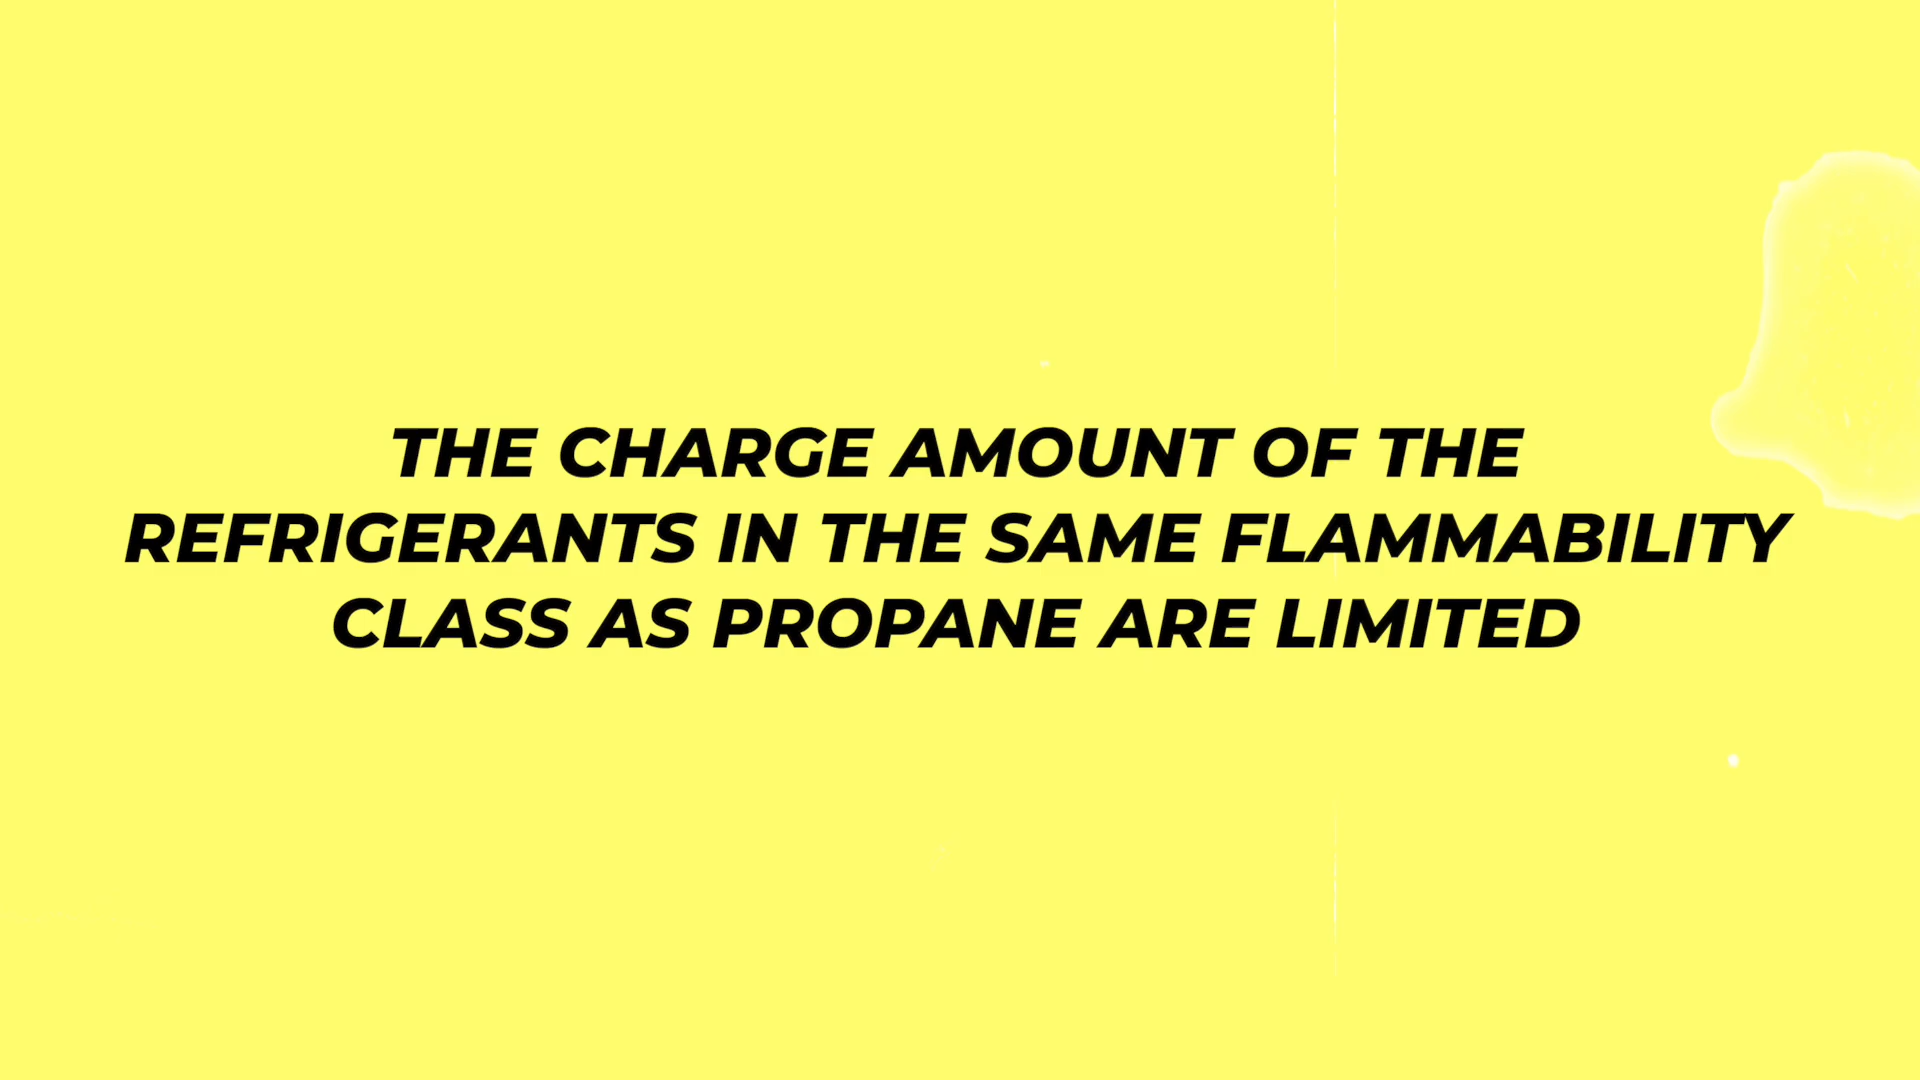 THE CHARGE AMOUNT OF THE
REFRIGERANTS IN THE SAME FLAMMABILITY
CLASS AS PROPANE ARE LIMITED